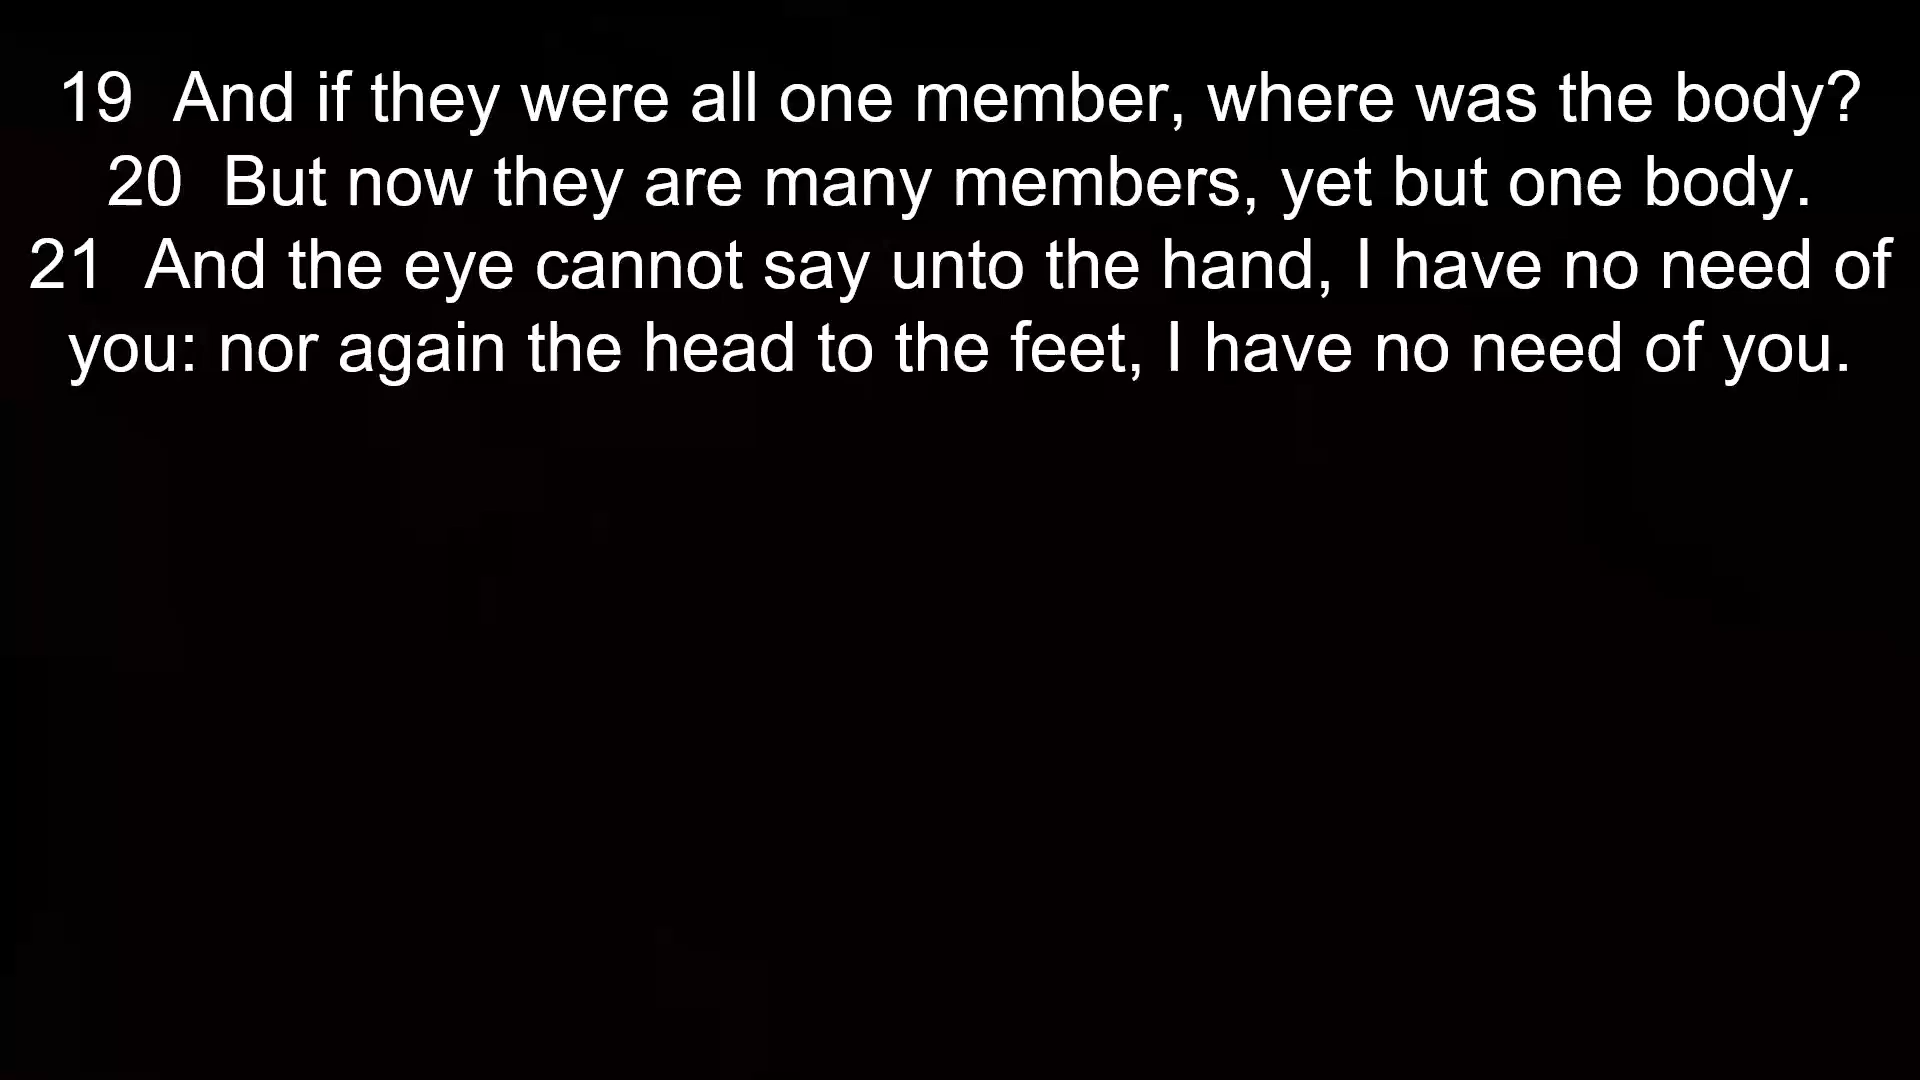 19  And if they were all one member, where was the body?
20  But now they are many members, yet but one body.
21  And the eye cannot say unto the hand, I have no need of
you: nor again the head to the feet, I have no need of you.